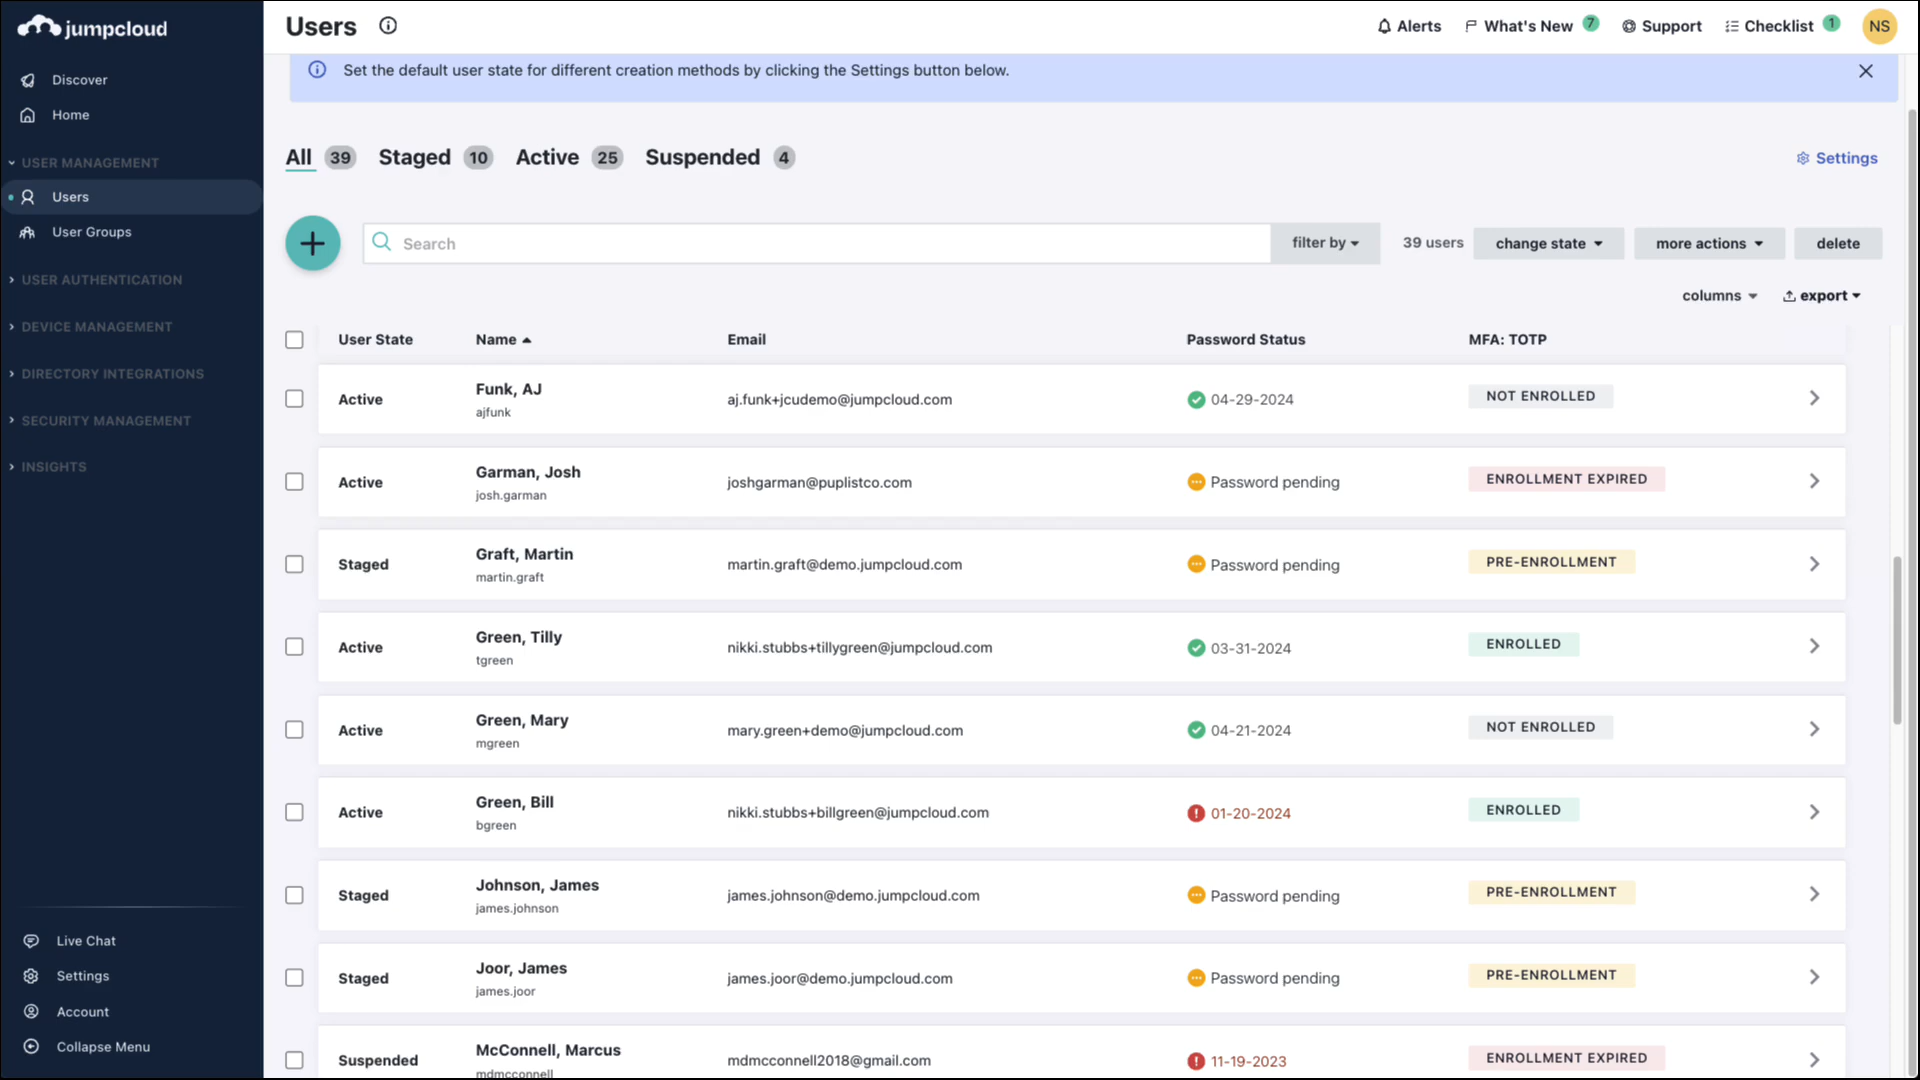 jumpcloud
Discover
Home
USER MANAGEMENT
Users
User Groups
USER AUTHENTICATION
DEVICE MANAGEMENT
DIRECTORY INTEGRATIONS
SECURITY MANAGEMENT
INSIGHTS
Live Chat
Settings
Account
Collapse Menu
Users
Alerts
What's New 7
Support
Checklist 1
NS
Set the default user state for different creation methods by clicking the Settings button below.
All 39 Staged 10 Active 25 Suspended 4
Settings
Search
filter by
39 users
change state
more actions
delete
columns
export
User State Name Email Password Status MFA: TOTP
Active Funk, AJ aj.funk+jcudemo@jumpcloud.com 04-29-2024 NOT ENROLLED
ajfunk
Active Garman, Josh joshgarman@puplistco.com Password pending ENROLLMENT EXPIRED
josh.garman
Staged Graft, Martin martin.graft@demo.jumpcloud.com Password pending PRE-ENROLLMENT
martin.graft
Active Green, Tilly nikki.stubbs+tillygreen@jumpcloud.com 03-31-2024 ENROLLED
tgreen
Active Green, Mary mary.green+demo@jumpcloud.com 04-21-2024 NOT ENROLLED
mgreen
Active Green, Bill nikki.stubbs+billgreen@jumpcloud.com 01-20-2024 ENROLLED
bgreen
Staged Johnson, James james.johnson@demo.jumpcloud.com Password pending PRE-ENROLLMENT
james.johnson
Staged Joor, James james.joor@demo.jumpcloud.com Password pending PRE-ENROLLMENT
james.joor
Suspended McConnell, Marcus mdmcconnell2018@gmail.com 11-19-2023 ENROLLMENT EXPIRED
mdmcconnell